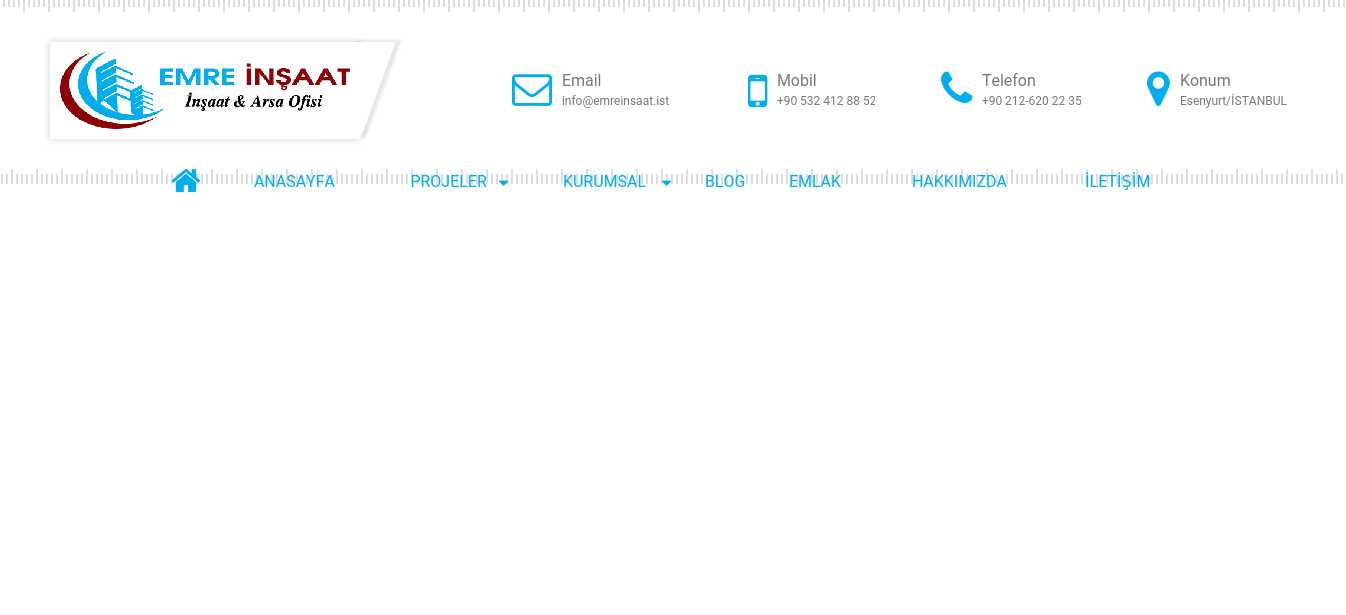 EMRE İNŞAAT
İnşaat & Arsa Ofisi
Email
info@emreinsaat.ist
Mobil
+90 532 412 88 52
Telefon
+90 212-620 22 35
Konum
Esenyurt/İSTANBUL
ANASAYFA PROJELER KURUMSAL BLOG EMLAK HAKKIMIZDA İLETİŞİM